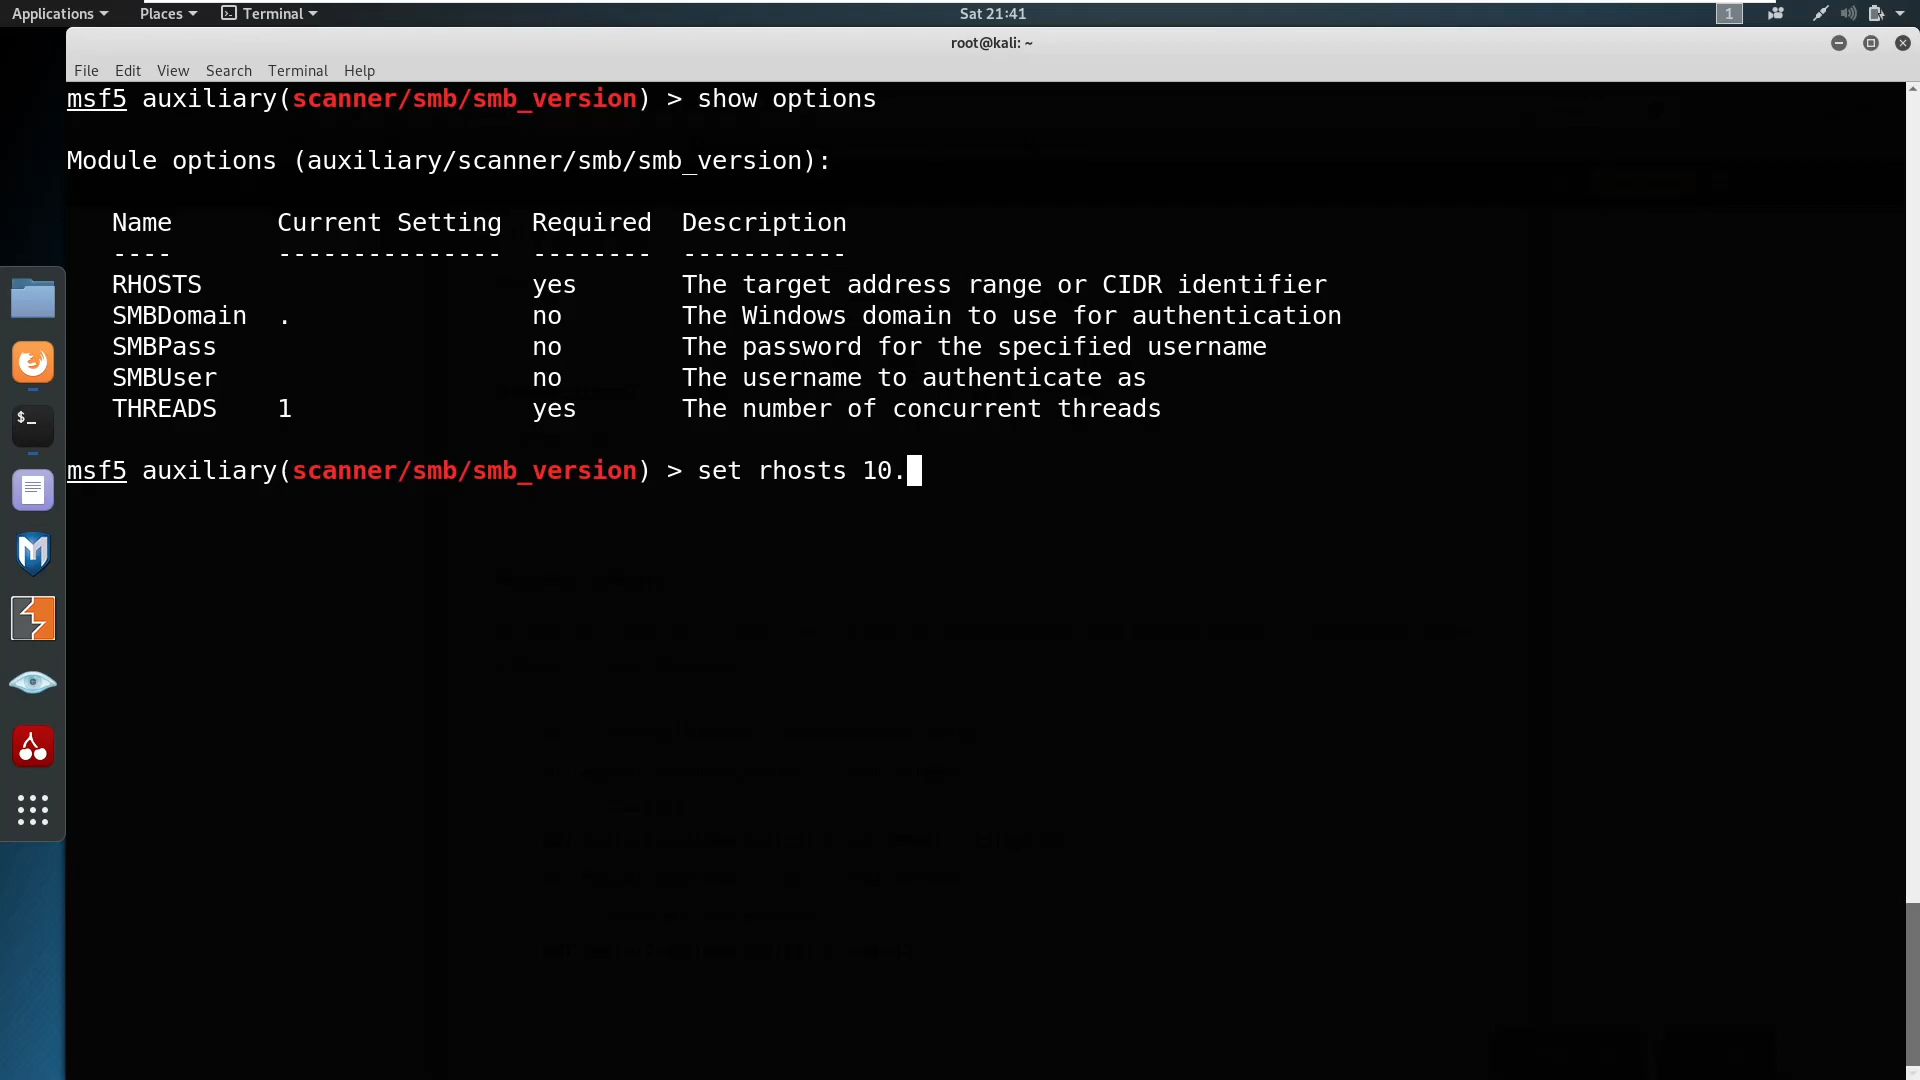 Applications Places Terminal Sat 21:41 1
root@kali: ~
File Edit View Search Terminal Help
msf5 auxiliary(scanner/smb/smb_version) > show options
Module options (auxiliary/scanner/smb/smb_version):
Name Current Setting Required Description
---- --------------- -------- -----------
RHOSTS yes The target address range or CIDR identifier
SMBDomain . no The Windows domain to use for authentication
SMBPass no The password for the specified username
SMBUser no The username to authenticate as
THREADS 1 yes The number of concurrent threads
msf5 auxiliary(scanner/smb/smb_version) > set rhosts 10.